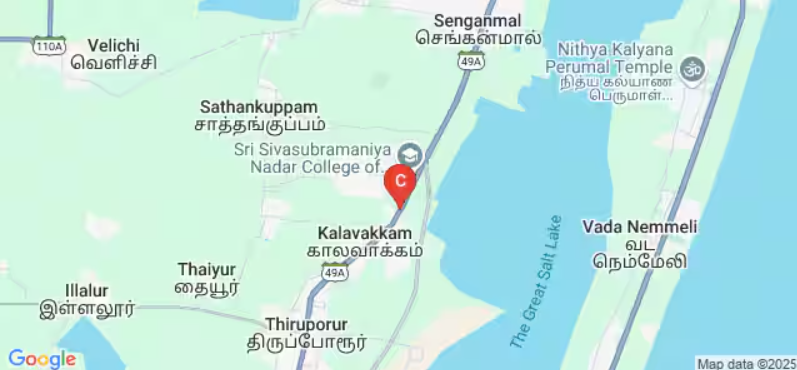 Senganmal
செங்கன்மால்
110A
Velichi
வெளிச்சி
49A
Nithya Kalyana
Perumal Temple
நித்ய கல்யாண
பெருமாள்...
Sathankuppam
சாத்தங்குப்பம்
Sri Sivasubramaniya
Nadar College of...
C
Kalavakkam
காலவாக்கம்
49A
Vada Nemmeli
வட
நெம்மேலி
The Great Salt Lake
Thaiyur
தையூர்
Illalur
இள்ளலூர்
Thiruporur
திருப்போரூர்
Google
Map data ©2025